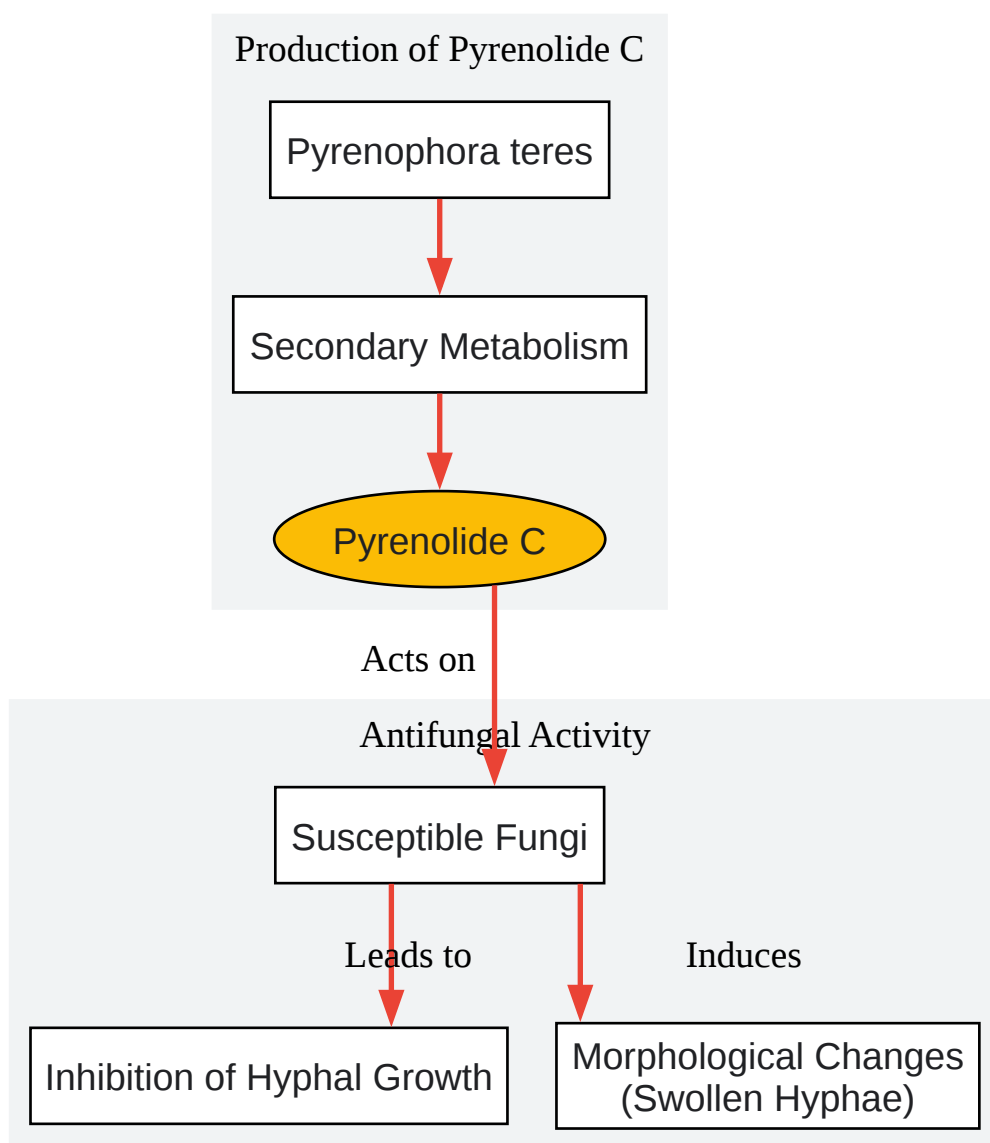 Production of Pyrenolide C
Pyrenophora teres
Secondary Metabolism
Pyrenolide C
Acts on
Antifungal Activity
Susceptible Fungi
Leads to
Induces
Inhibition of Hyphal Growth
Morphological Changes
(Swollen Hyphae)